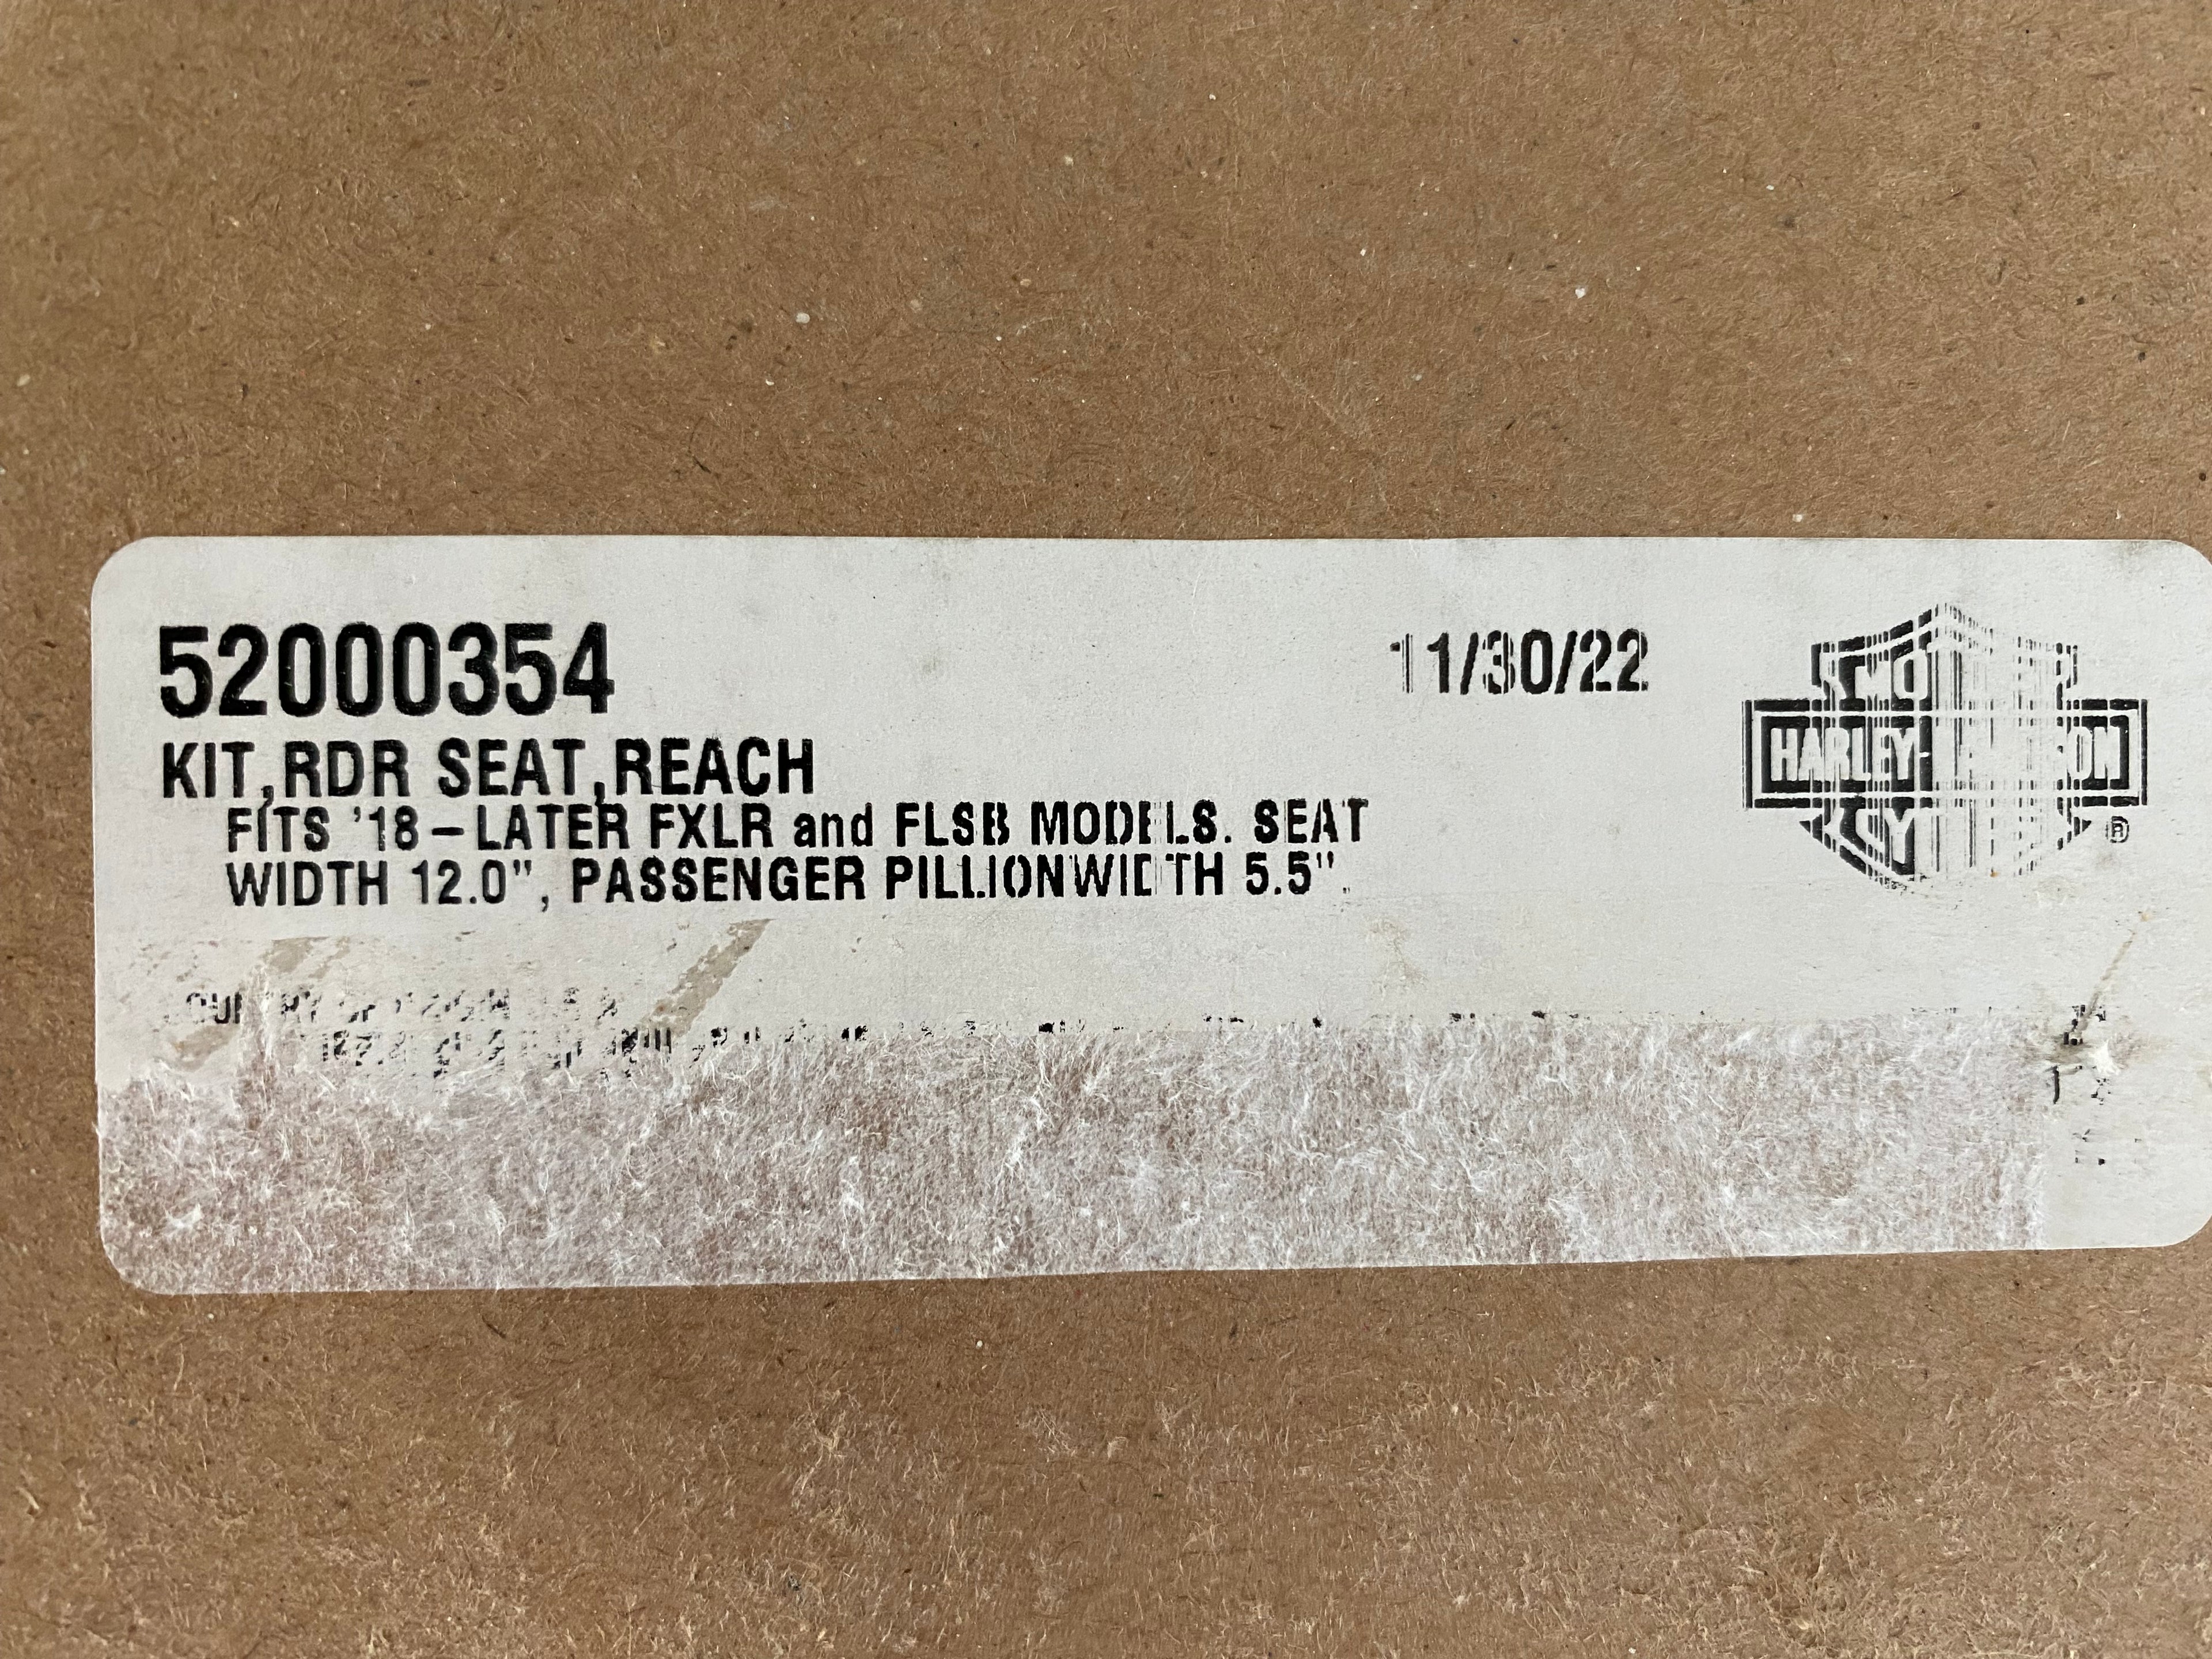 52000354
11/30/22
KIT,RDR SEAT,REACH
FITS '18–LATER FXLR and FLSB MODELS. SEAT
WIDTH 12.0", PASSENGER PILLIONWIDTH 5.5".
HARLEY-
®